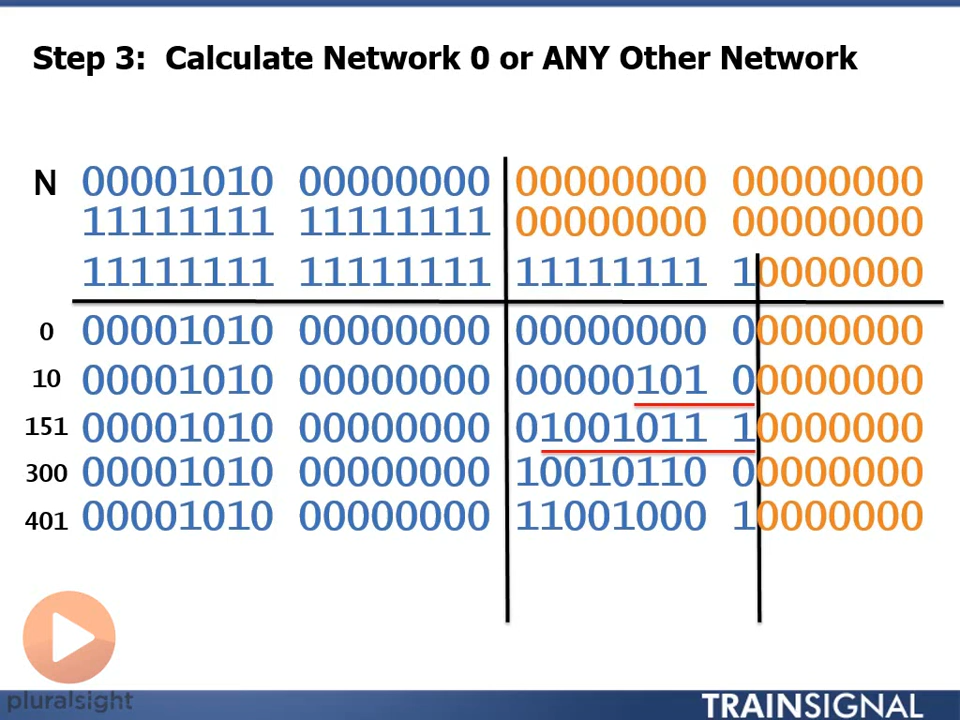 Step 3: Calculate Network 0 or ANY Other Network
N 00001010 00000000 00000000 00000000
11111111 11111111 00000000 00000000
11111111 11111111 11111111 10000000
0 00001010 00000000 00000000 00000000
10 00001010 00000000 00000101 00000000
151 00001010 00000000 01001011 10000000
300 00001010 00000000 10010110 00000000
401 00001010 00000000 11001000 10000000
pluralsight
TRAINSIGNAL